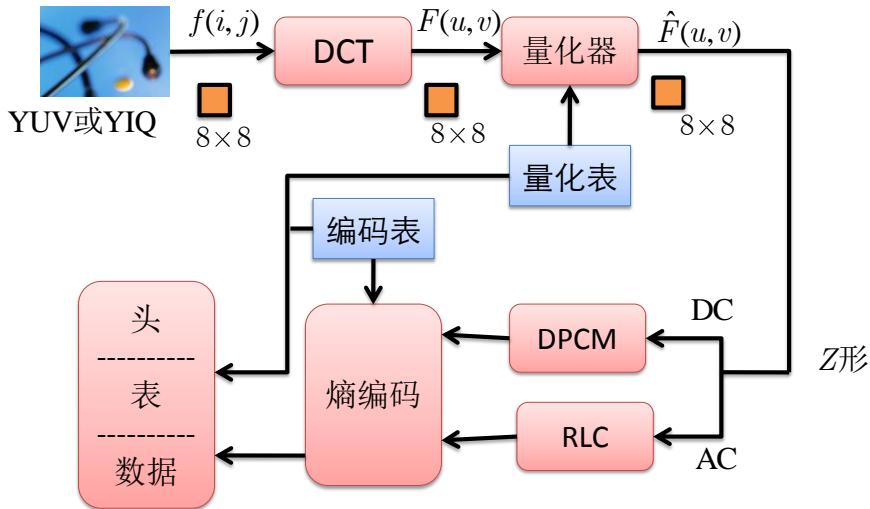 f(i,j)
DCT
F(u,v)
量化器
F̂(u,v)
YUV或YIQ
8×8
8×8
8×8
量化表
编码表
头
----------
表
----------
数据
熵编码
DPCM
RLC
DC
AC
Z形